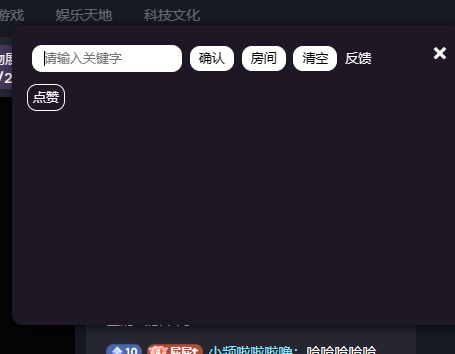 游戏 娱乐天地 科技文化
/2
请输入关键字 确认 房间 清空 反馈 ×
点赞
10 小频啦啦啦噜：哈哈哈哈哈